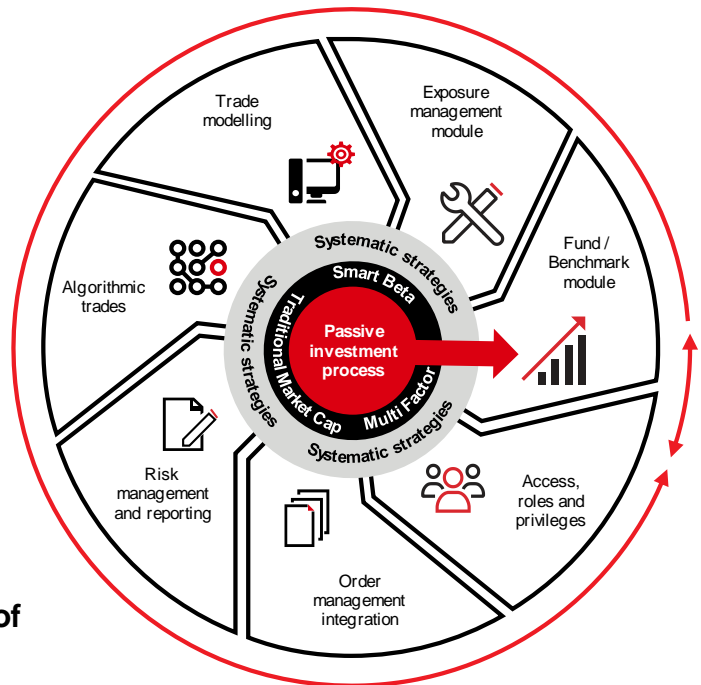 Trade
modelling
Exposure
management
module
Fund /
Benchmark
module
Access,
roles and
privileges
Order
management
integration
Risk
management
and reporting
Algorithmic
trades
Systematic strategies
Systematic strategies
Systematic strategies
Smart Beta
Traditional Market Cap
Multi Factor
Passive
investment
process
of